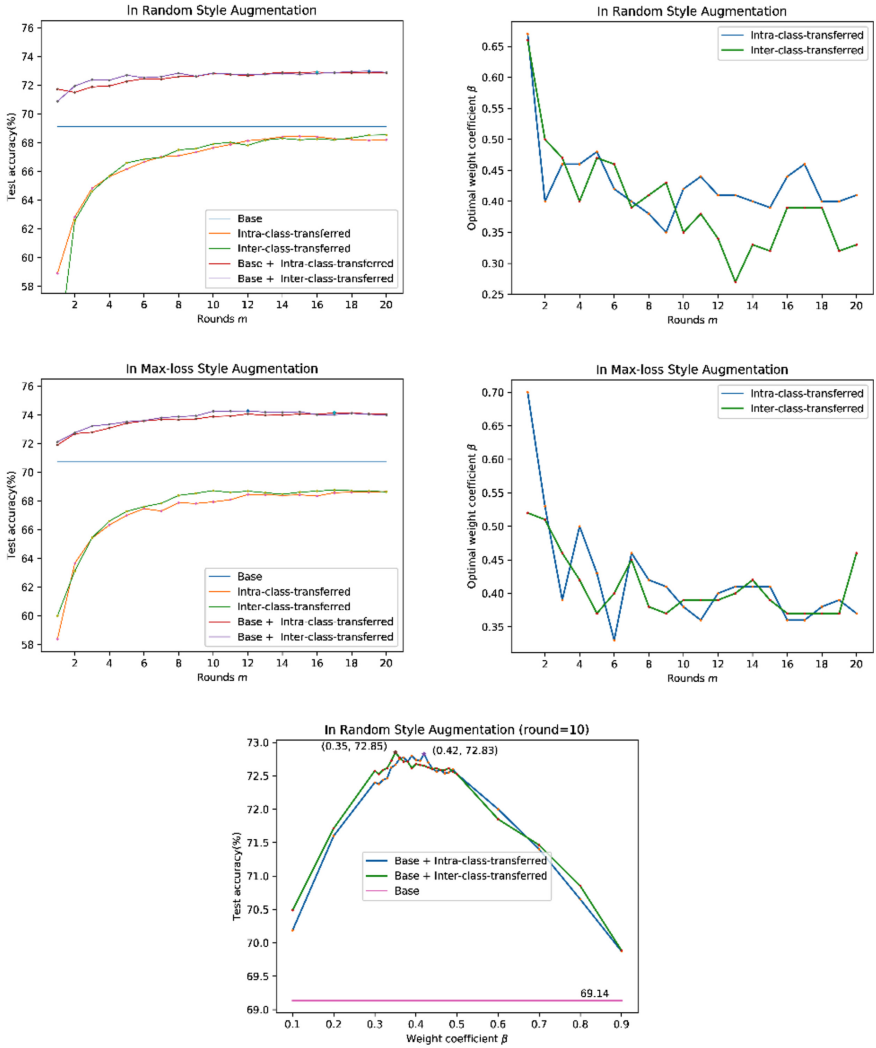 In Random Style Augmentation
76
74
72
70
68
66
64
62
60
58
Test accuracy(%)
Base
Intra-class-transferred
Inter-class-transferred
Base + Intra-class-transferred
Base + Inter-class-transferred
2 4 6 8 10 12 14 16 18 20
Rounds m
In Random Style Augmentation
0.65
0.60
0.55
0.50
0.45
0.40
0.35
0.30
0.25
Optimal weight coefficient β
Intra-class-transferred
Inter-class-transferred
2 4 6 8 10 12 14 16 18 20
Rounds m
In Max-loss Style Augmentation
76
74
72
70
68
66
64
62
60
58
Test accuracy(%)
Base
Intra-class-transferred
Inter-class-transferred
Base + Intra-class-transferred
Base + Inter-class-transferred
2 4 6 8 10 12 14 16 18 20
Rounds m
In Max-loss Style Augmentation
0.70
0.65
0.60
0.55
0.50
0.45
0.40
0.35
Optimal weight coefficient β
Intra-class-transferred
Inter-class-transferred
2 4 6 8 10 12 14 16 18 20
Rounds m
In Random Style Augmentation (round=10)
73.0
72.5
72.0
71.5
71.0
70.5
70.0
69.5
69.0
Test accuracy(%)
(0.35, 72.85)
(0.42, 72.83)
Base + Intra-class-transferred
Base + Inter-class-transferred
Base
69.14
0.1 0.2 0.3 0.4 0.5 0.6 0.7 0.8 0.9
Weight coefficient β